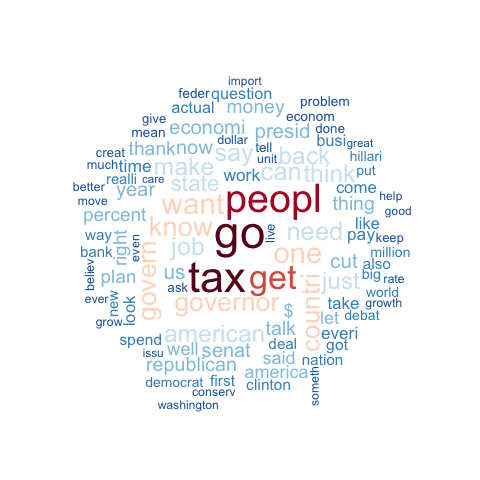 import
feder question
problem
give actual money
econom
mean economi presid done
creat thank now say dollar tell busi great
much time make back unit hillari
realli care work can think put
better year state come help
move percent want peopl thing good
way right know go live need like keep
bank even job one pay million
believ plan govern us tax get cut also
ask just big rate
ever new look governor $ countri take world growth
grow american talk let debat
spend well senat deal everi
issu republican said got
america nation
democrat first clinton someth
conserv
washington